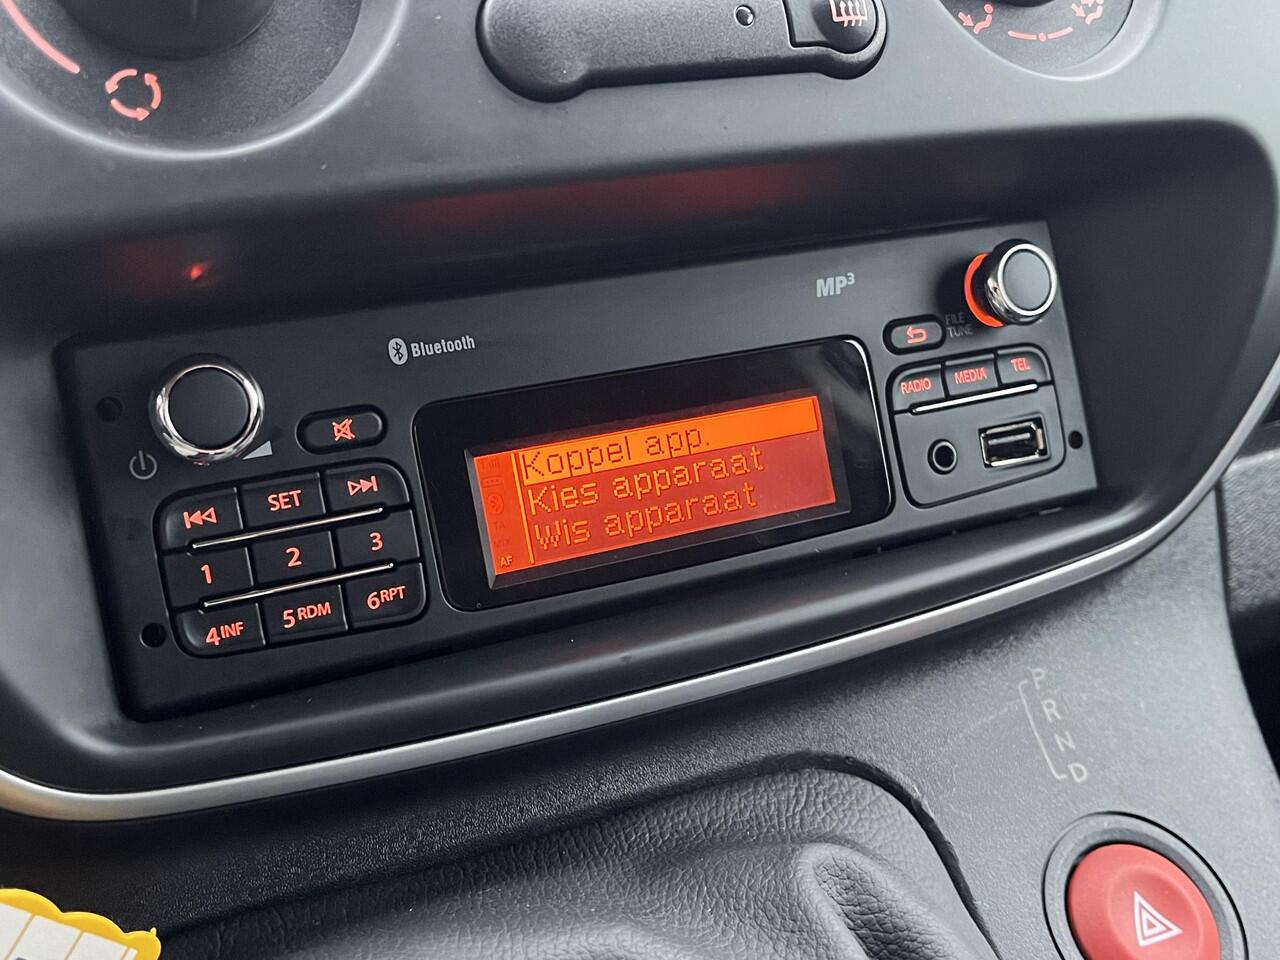 MP3
Bluetooth
FILE
TUNE
RADIO
MEDIA
TEL
SET
1
2
3
4INF
5RDM
6RPT
Koppel app.
Kies apparaat
Wis apparaat
TA
AF
P
R
N
D